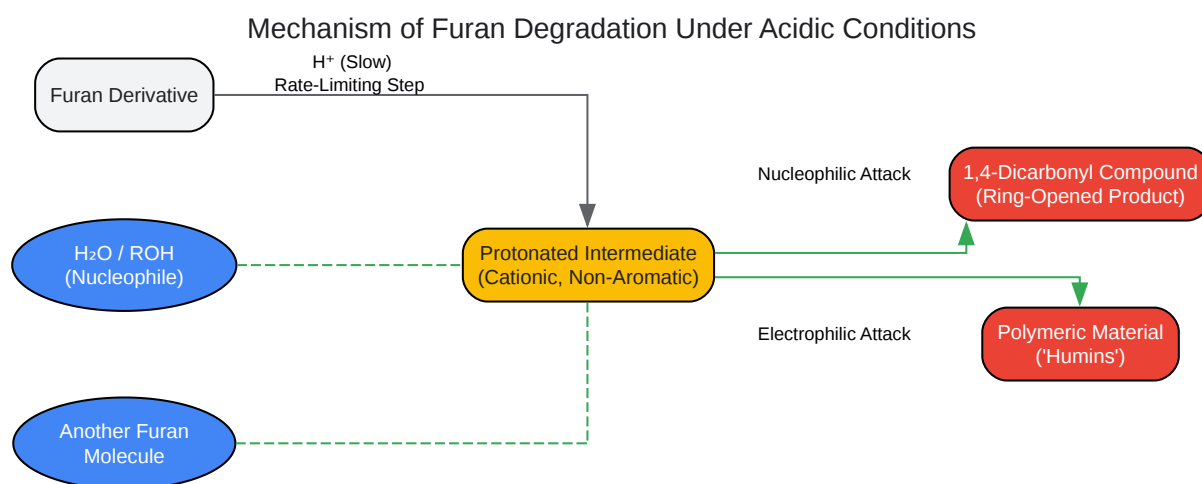 Mechanism of Furan Degradation Under Acidic Conditions
H⁺ (Slow)
Rate-Limiting Step
Furan Derivative
Nucleophilic Attack
1,4-Dicarbonyl Compound
(Ring-Opened Product)
H₂O / ROH
(Nucleophile)
Protonated Intermediate
(Cationic, Non-Aromatic)
Electrophilic Attack
Polymeric Material
('Humins')
Another Furan
Molecule